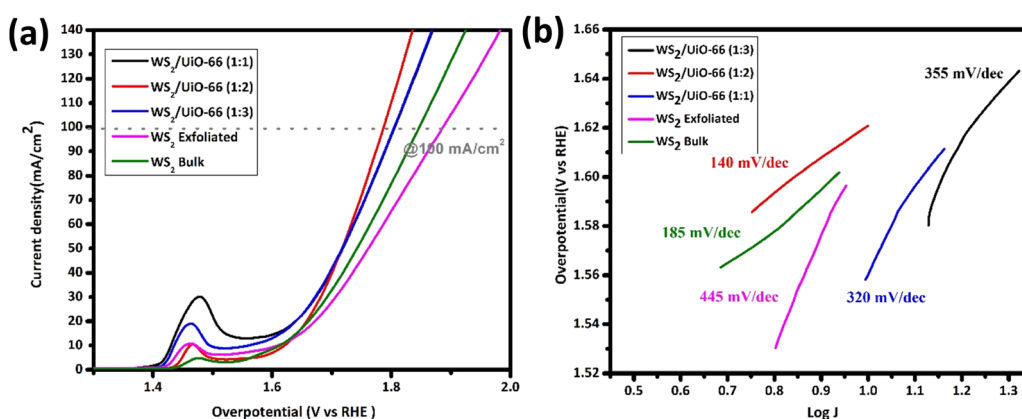 (a)
Current density(mA/cm²)
140
130
120
110
100
90
80
70
60
50
40
30
20
10
0
WS₂/UiO-66 (1:1)
WS₂/UiO-66 (1:2)
WS₂/UiO-66 (1:3)
WS₂ Exfoliated
WS₂ Bulk
@100 mA/cm²
1.4 1.6 1.8 2.0
Overpotential (V vs RHE )
(b)
Overpotential(V vs RHE)
1.66
1.64
1.62
1.60
1.58
1.56
1.54
1.52
WS₂/UiO-66 (1:3)
WS₂/UiO-66 (1:2)
WS₂/UiO-66 (1:1)
WS₂ Exfoliated
WS₂ Bulk
355 mV/dec
140 mV/dec
185 mV/dec
445 mV/dec
320 mV/dec
0.5 0.6 0.7 0.8 0.9 1.0 1.1 1.2 1.3
Log J